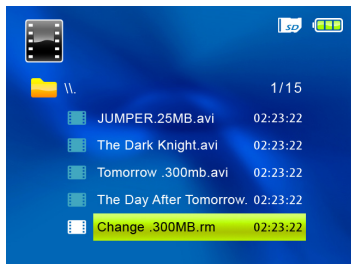 SD
\\. 1/15
JUMPER.25MB.avi 02:23:22
The Dark Knight.avi 02:23:22
Tomorrow .300mb.avi 02:23:22
The Day After Tomorrow. 02:23:22
Change .300MB.rm 02:23:22